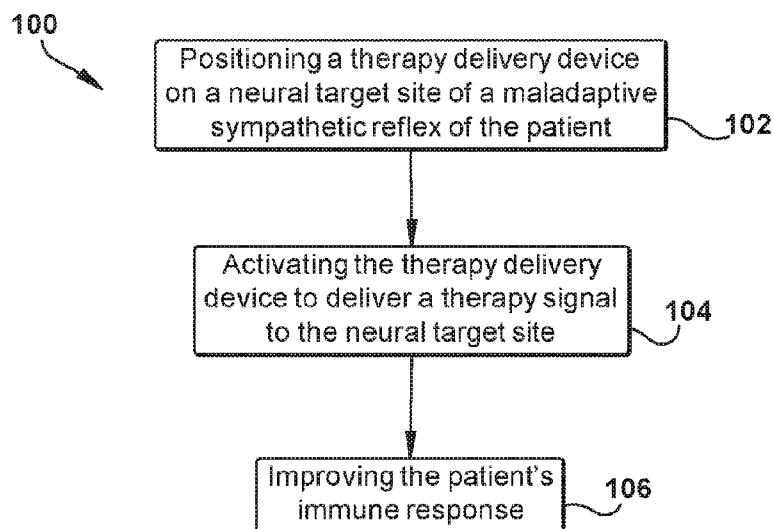 100
Positioning a therapy delivery device
on a neural target site of a maladaptive
sympathetic reflex of the patient
102
Activating the therapy delivery
device to deliver a therapy signal
to the neural target site
104
Improving the patient's
immune response
106